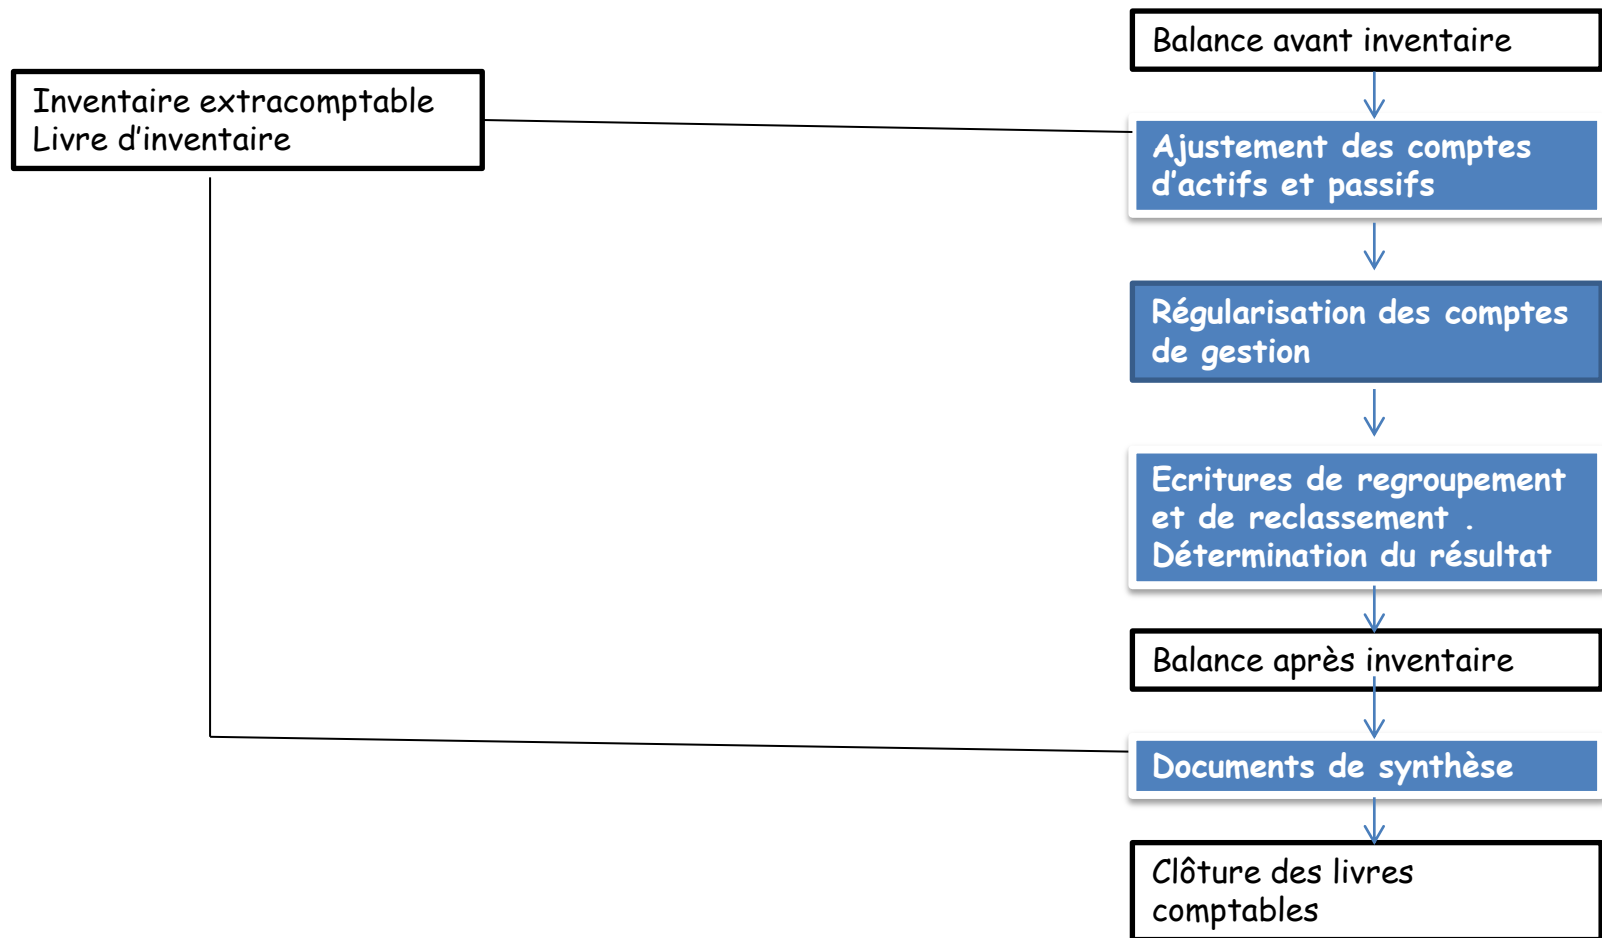 Balance avant inventaire
Inventaire extracomptable
Livre d’inventaire
Ajustement des comptes
d’actifs et passifs
Régularisation des comptes
de gestion
Ecritures de regroupement
et de reclassement .
Détermination du résultat
Balance après inventaire
Documents de synthèse
Clôture des livres
comptables